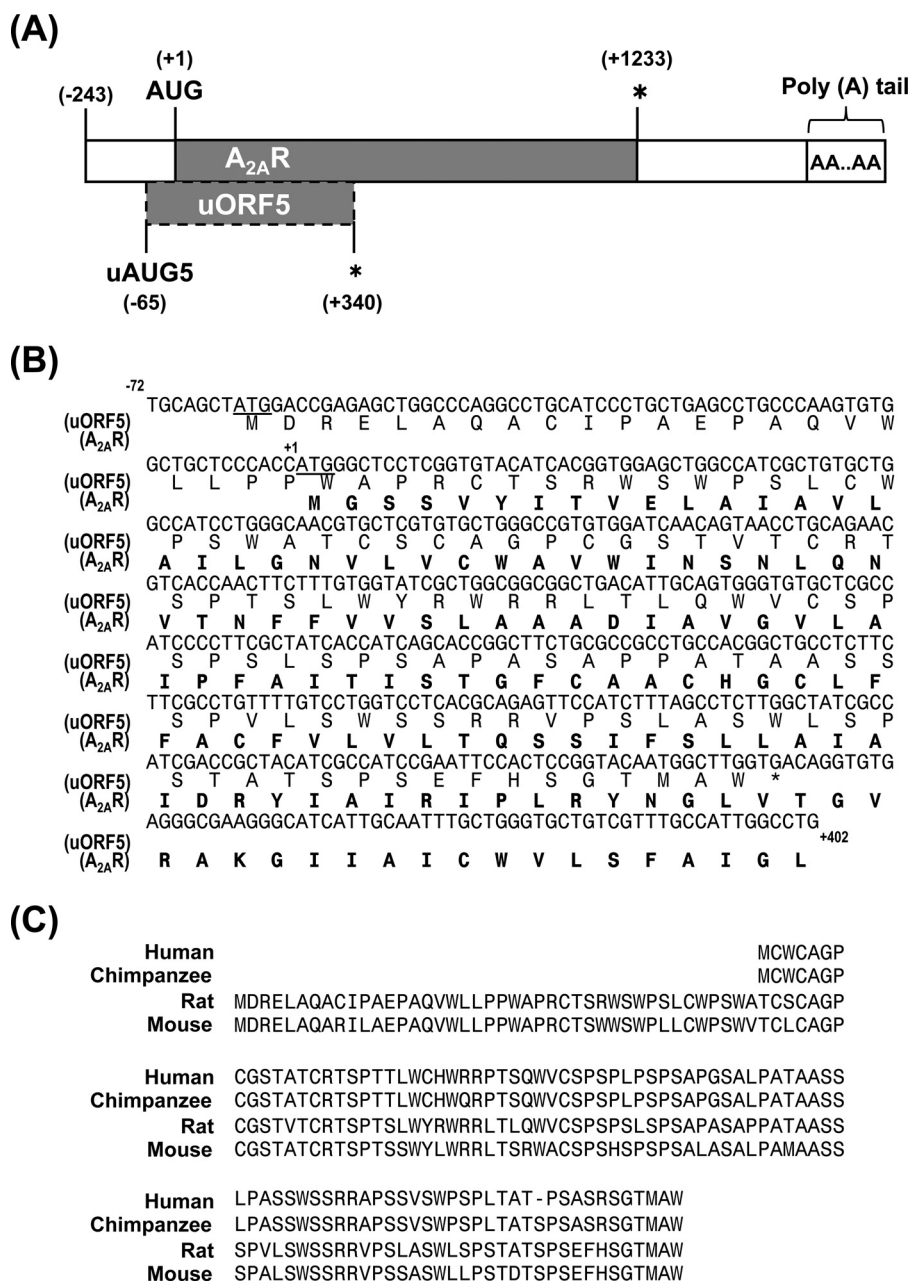 (A)
(+1)
(+1233)
(-243)
AUG
*
Poly (A) tail
A2AR
AA..AA
uORF5
uAUG5
*
(-65)
(+340)
(B)
-72
TGCAGCTATGGACCGAGAGCTGGCCCAGGCCTGCATCCCTGCTGAGCCTGCCCAAGTGTG
(uORF5) M D R E L A Q A C I P A E P A Q V W
(A2AR)
+1
GCTGCTCCCACCATGGGCTCCTCGGTGTACATCACGGTGGAGCTGGCCATCGCTGTGCTG
(uORF5) L L P P W A P R C T S R W S W P S L C W
(A2AR) M G S S V Y I T V E L A I A V L
GCCATCCTGGGCAACGTGCTCGTGTGCTGGGCCGTGTGGATCAACAGTAACCTGCAGAAC
(uORF5) P S W A T C S C A G P C G S T V T C R T
(A2AR) A I L G N V L V C W A V W I N S N L Q N
GTCACCAACTTCTTTGTGGTATCGCTGGCGGCGGCTGACATTGCAGTGGGTGTGCTCGCC
(uORF5) S P T S L W Y R W R R L T L Q W V C S P
(A2AR) V T N F F V V S L A A A D I A V G V L A
ATCCCCTTCGCTATCACCATCAGCACCGGCTTCTGCGCCGCCTGCCACGGCTGCCTCTTC
(uORF5) S P S L S P S A P A S A P P A T A A S S
(A2AR) I P F A I T I S T G F C A A C H G C L F
TTCGCCTGTTTTGTCCTGGTCCTCACGCAGAGTTCCATCTTTAGCCTCTTGGCTATCGCC
(uORF5) S P V L S W S S R R V P S L A S W L S P
(A2AR) F A C F V L V L T Q S S I F S L L A I A
ATCGACCGCTACATCGCCATCCGAATTCCACTCCGGTACAATGGCTTGGTGACAGGTGTG
(uORF5) S T A T S P S E F H S G T M A W *
(A2AR) I D R Y I A I R I P L R Y N G L V T G V
AGGGCGAAGGGCATCATTGCAATTTGCTGGGTGCTGTCGTTTGCCATTGGCCTG
+402
(uORF5)
(A2AR) R A K G I I A I C W V L S F A I G L
(C)
Human MCWCAGP
Chimpanzee MCWCAGP
Rat MDRELAQACIPAEPAQVWLLPPWAPRCTSRWSWPSLCWPSWATCSCAGP
Mouse MDRELAQARILAEPAQVWLLPPWAPRCTSWWSWPLLCWPSWVTCLCAGP
Human CGSTATCRTSPTTLWCHWRRPTSQWVCSPSPLPSPSAPGSALPATAASS
Chimpanzee CGSTATCRTSPTTLWCHWQRPTSQWVCSPSPLPSPSAPGSALPATAASS
Rat CGSTVTCRTSPTSLWYRWRRLTLQWVCSPSPSLSPSAPASAPPATAASS
Mouse CGSTATCRTSPTSSWYLWRRLTSRWACSPSHSPSPSALASALPAMAASS
Human LPASSWSSRRAPSSVSWPSPLTAT-PSASRSGTMAW
Chimpanzee LPASSWSSRRAPSSVSWPSPLTATSPSASRSGTMAW
Rat SPVLSWSSRRVPSLASWLSPSTATSPSEFHSGTMAW
Mouse SPALSWSSRRVPSSASWLLPSTDTSPSEFHSGTMAW